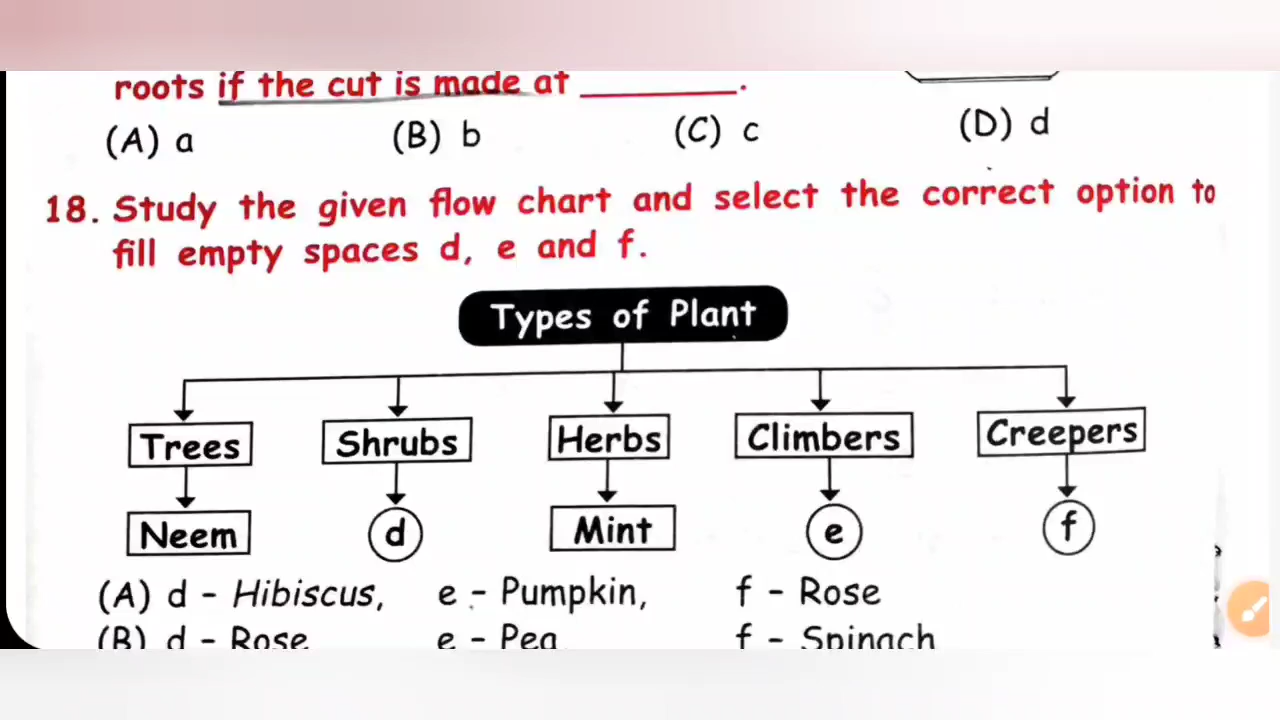 roots if the cut is made at ________.
(A) a (B) b (C) c (D) d
18. Study the given flow chart and select the correct option to
fill empty spaces d, e and f.
Types of Plant
Trees Shrubs Herbs Climbers Creepers
Neem d Mint e f
(A) d - Hibiscus, e - Pumpkin, f - Rose
(B) d - Rose e - Pea f - Spinach